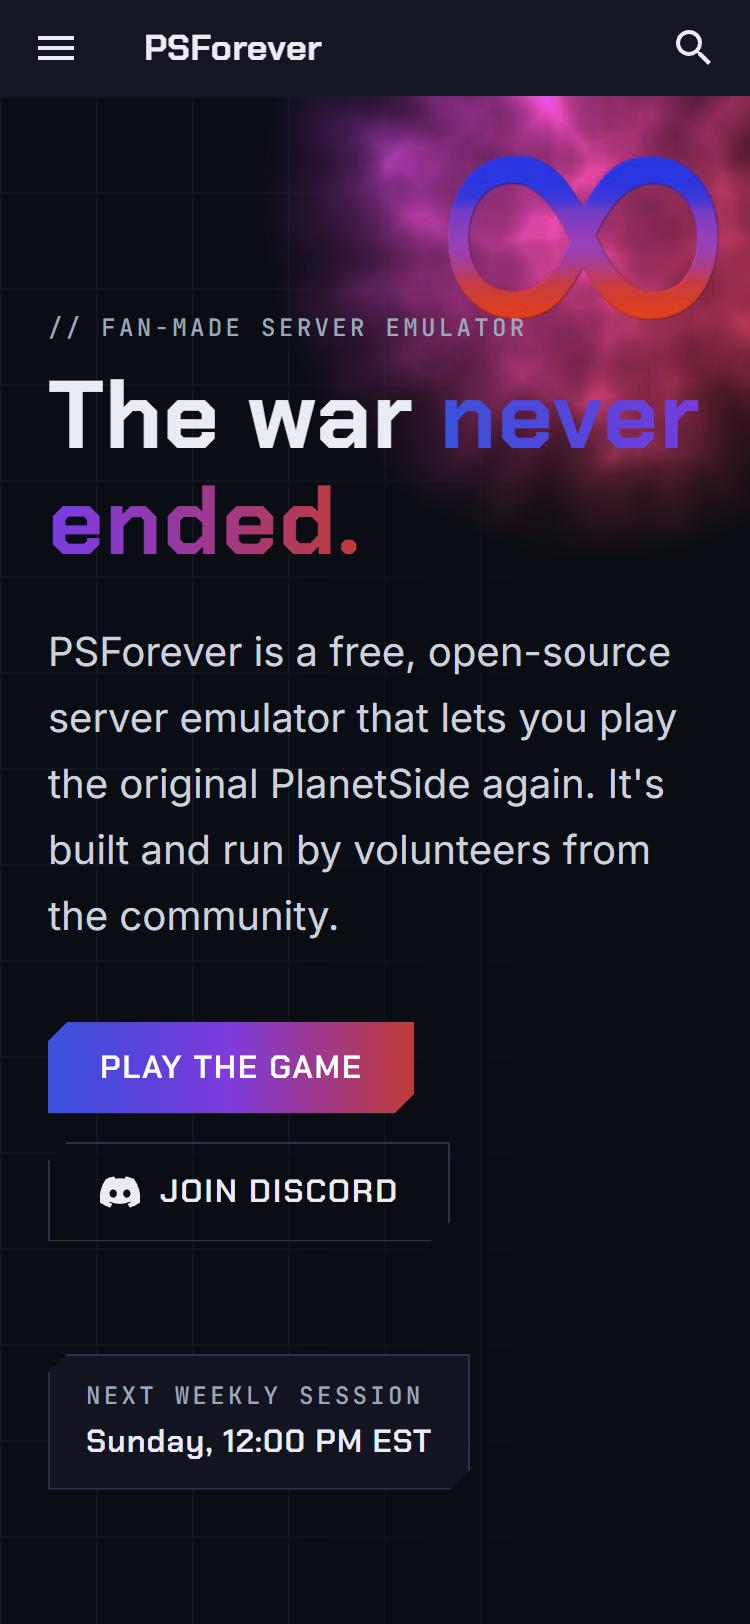 PSForever
// FAN-MADE SERVER EMULATOR
The war never
ended.
PSForever is a free, open-source
server emulator that lets you play
the original PlanetSide again. It's
built and run by volunteers from
the community.
PLAY THE GAME
JOIN DISCORD
NEXT WEEKLY SESSION
Sunday, 12:00 PM EST